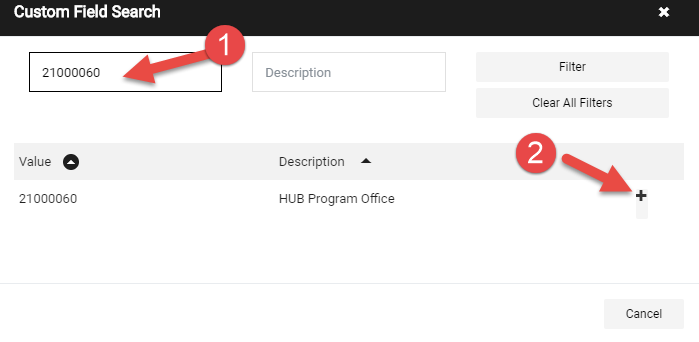 Custom Field Search ✖
1
21000060 Description Filter
Clear All Filters
Value Description
2
21000060 HUB Program Office +
Cancel